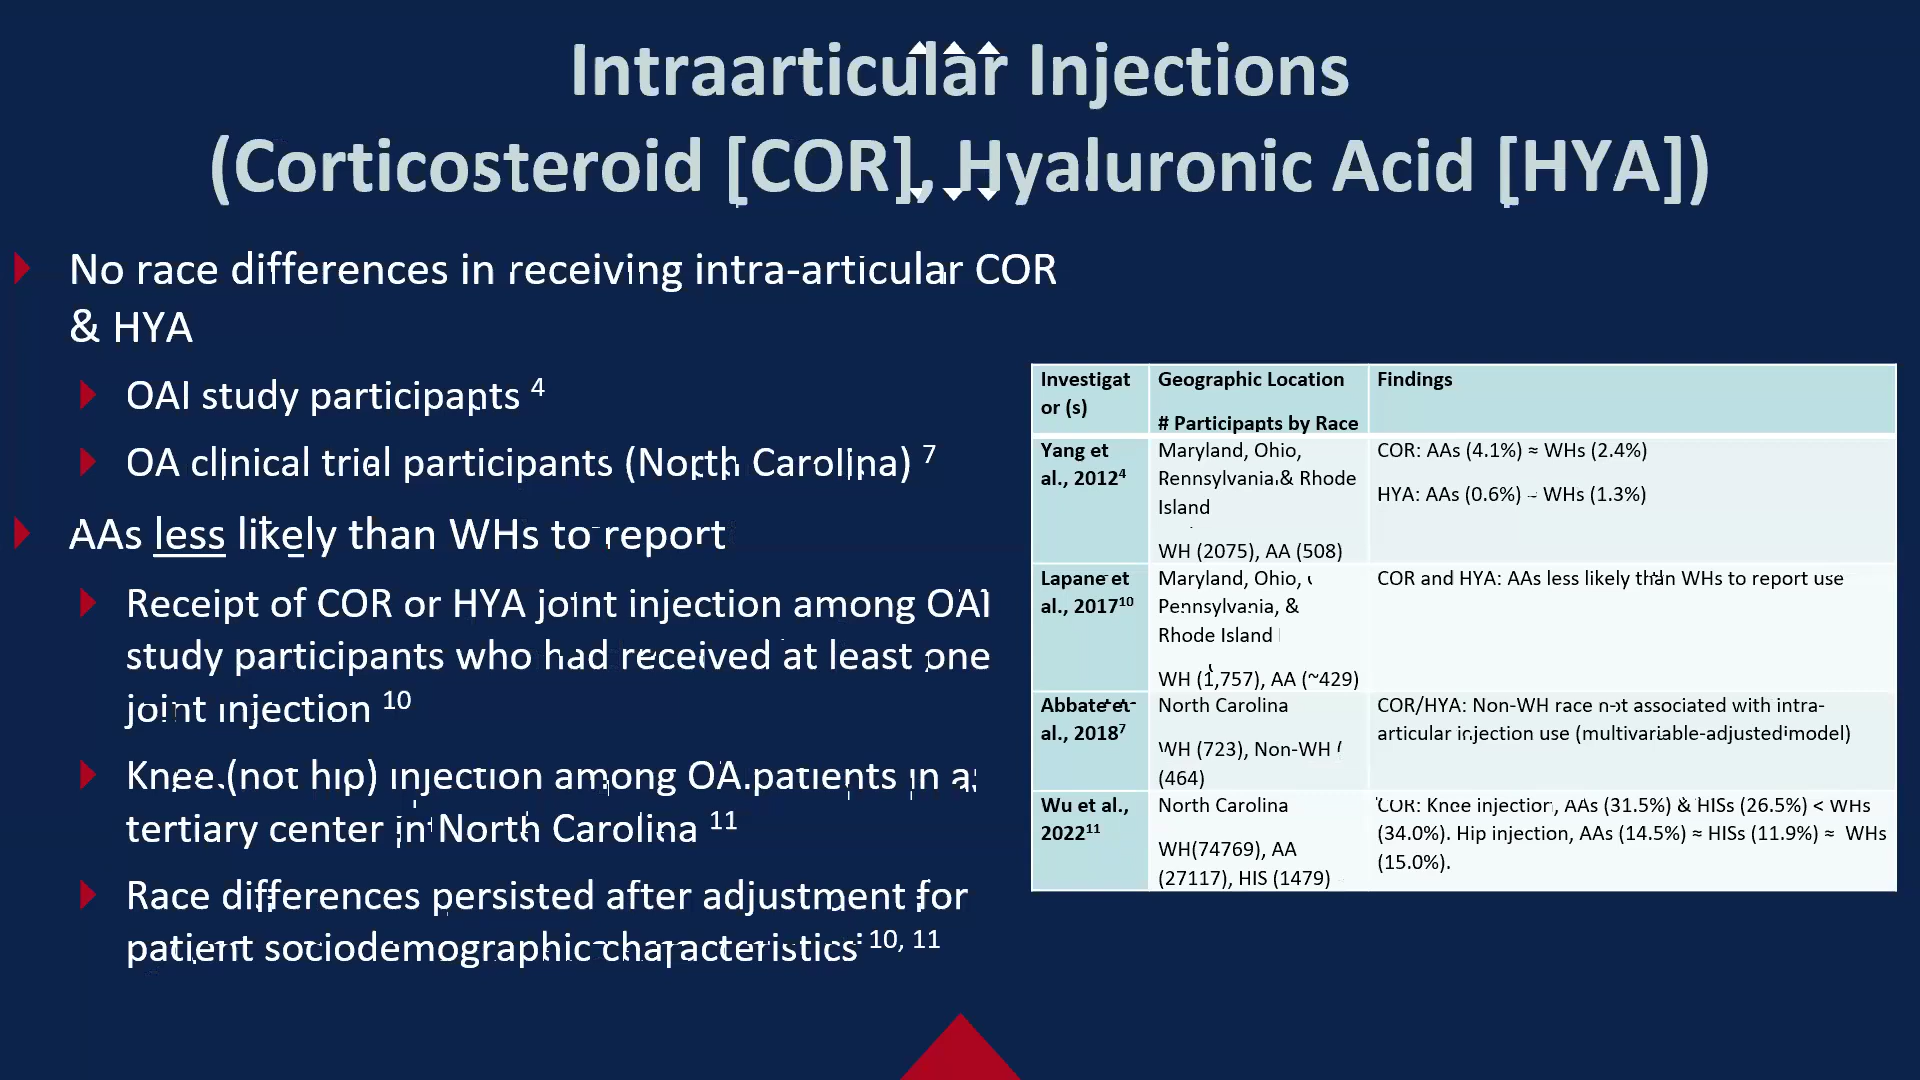 Intraarticular Injections
(Corticosteroid [COR], Hyaluronic Acid [HYA])
No race differences in receiving intra-articular COR
& HYA
OAI study participants 4
OA clinical trial participants (North Carolina) 7
AAs less likely than WHs to report
Receipt of COR or HYA joint injection among OAI
study participants who had received at least one
joint injection 10
Knee (not hip) injection among OA patients in a
tertiary center in North Carolina 11
Race differences persisted after adjustment for
patient sociodemographic characteristics 10, 11
Investigat
or (s)
Geographic Location
# Participants by Race
Findings
Yang et
al., 20124
Maryland, Ohio,
Pennsylvania & Rhode
Island
WH (2075), AA (508)
COR: AAs (4.1%) ≈ WHs (2.4%)
HYA: AAs (0.6%) WHs (1.3%)
Lapane et
al., 201710
Maryland, Ohio,
Pennsylvania, &
Rhode Island
WH (1,757), AA (~429)
COR and HYA: AAs less likely than WHs to report use
Abbate et
al., 20187
North Carolina
WH (723), Non-WH
(464)
COR/HYA: Non-WH race not associated with intra-
articular injection use (multivariable-adjusted model)
Wu et al.,
202211
North Carolina
WH(74769), AA
(27117), HIS (1479)
COR: Knee injection, AAs (31.5%) & HISs (26.5%) < WHs
(34.0%). Hip injection, AAs (14.5%) ≈ HISs (11.9%) ≈ WHs
(15.0%).